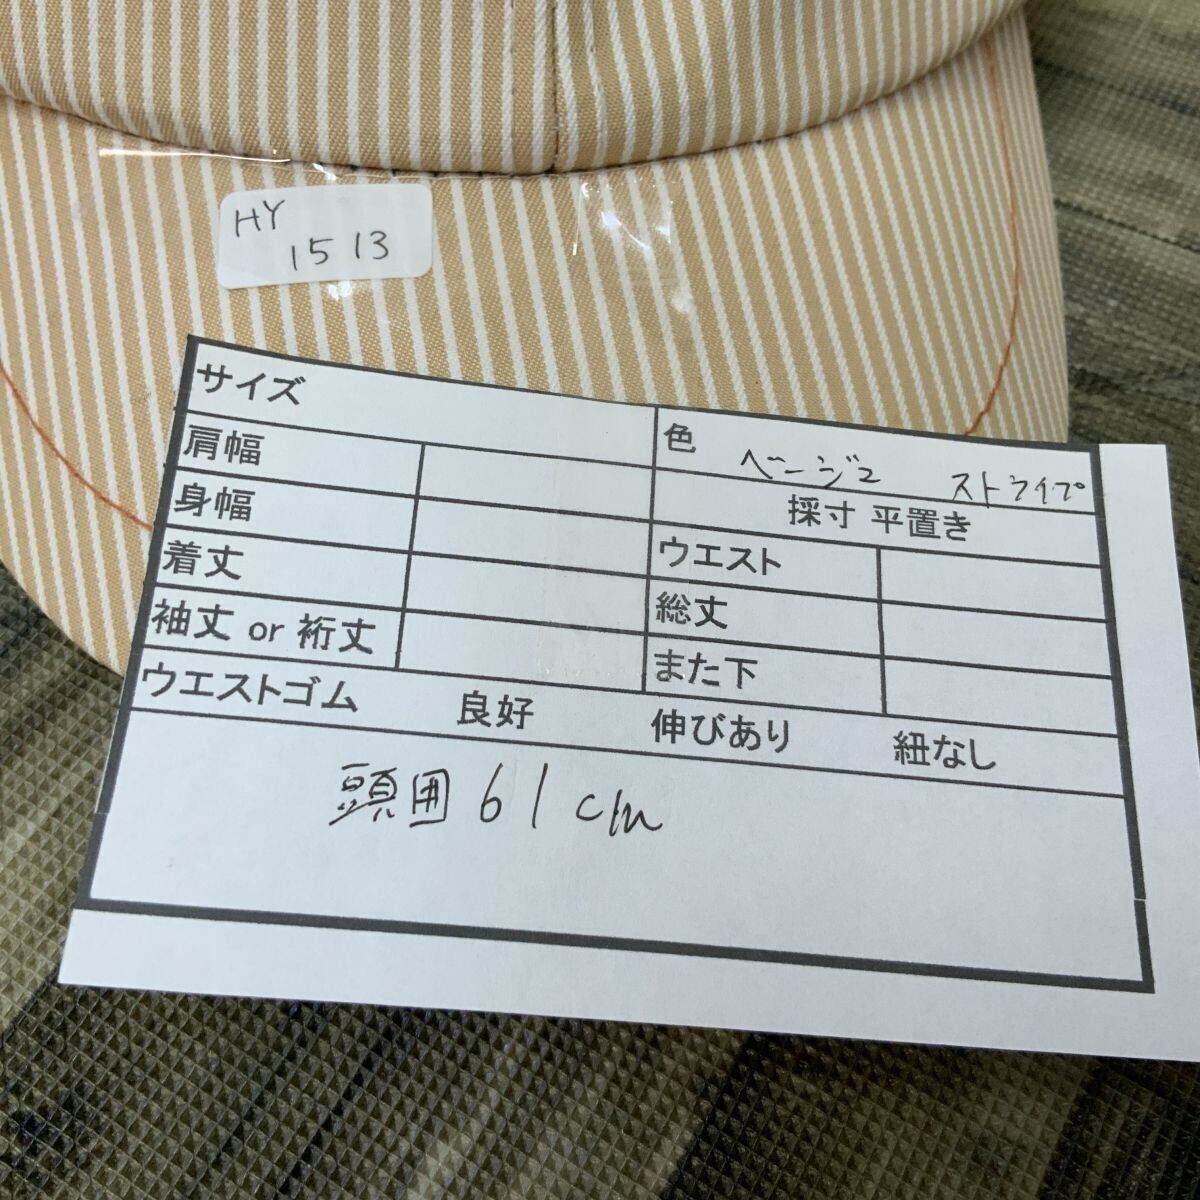 HY
1513
サイズ
色 ベージュ ストライプ
肩幅
採寸 平置き
身幅
ウエスト
着丈
総丈
袖丈 or 裄丈
また下
ウエストゴム 良好 伸びあり 紐なし
頭囲 61 cm